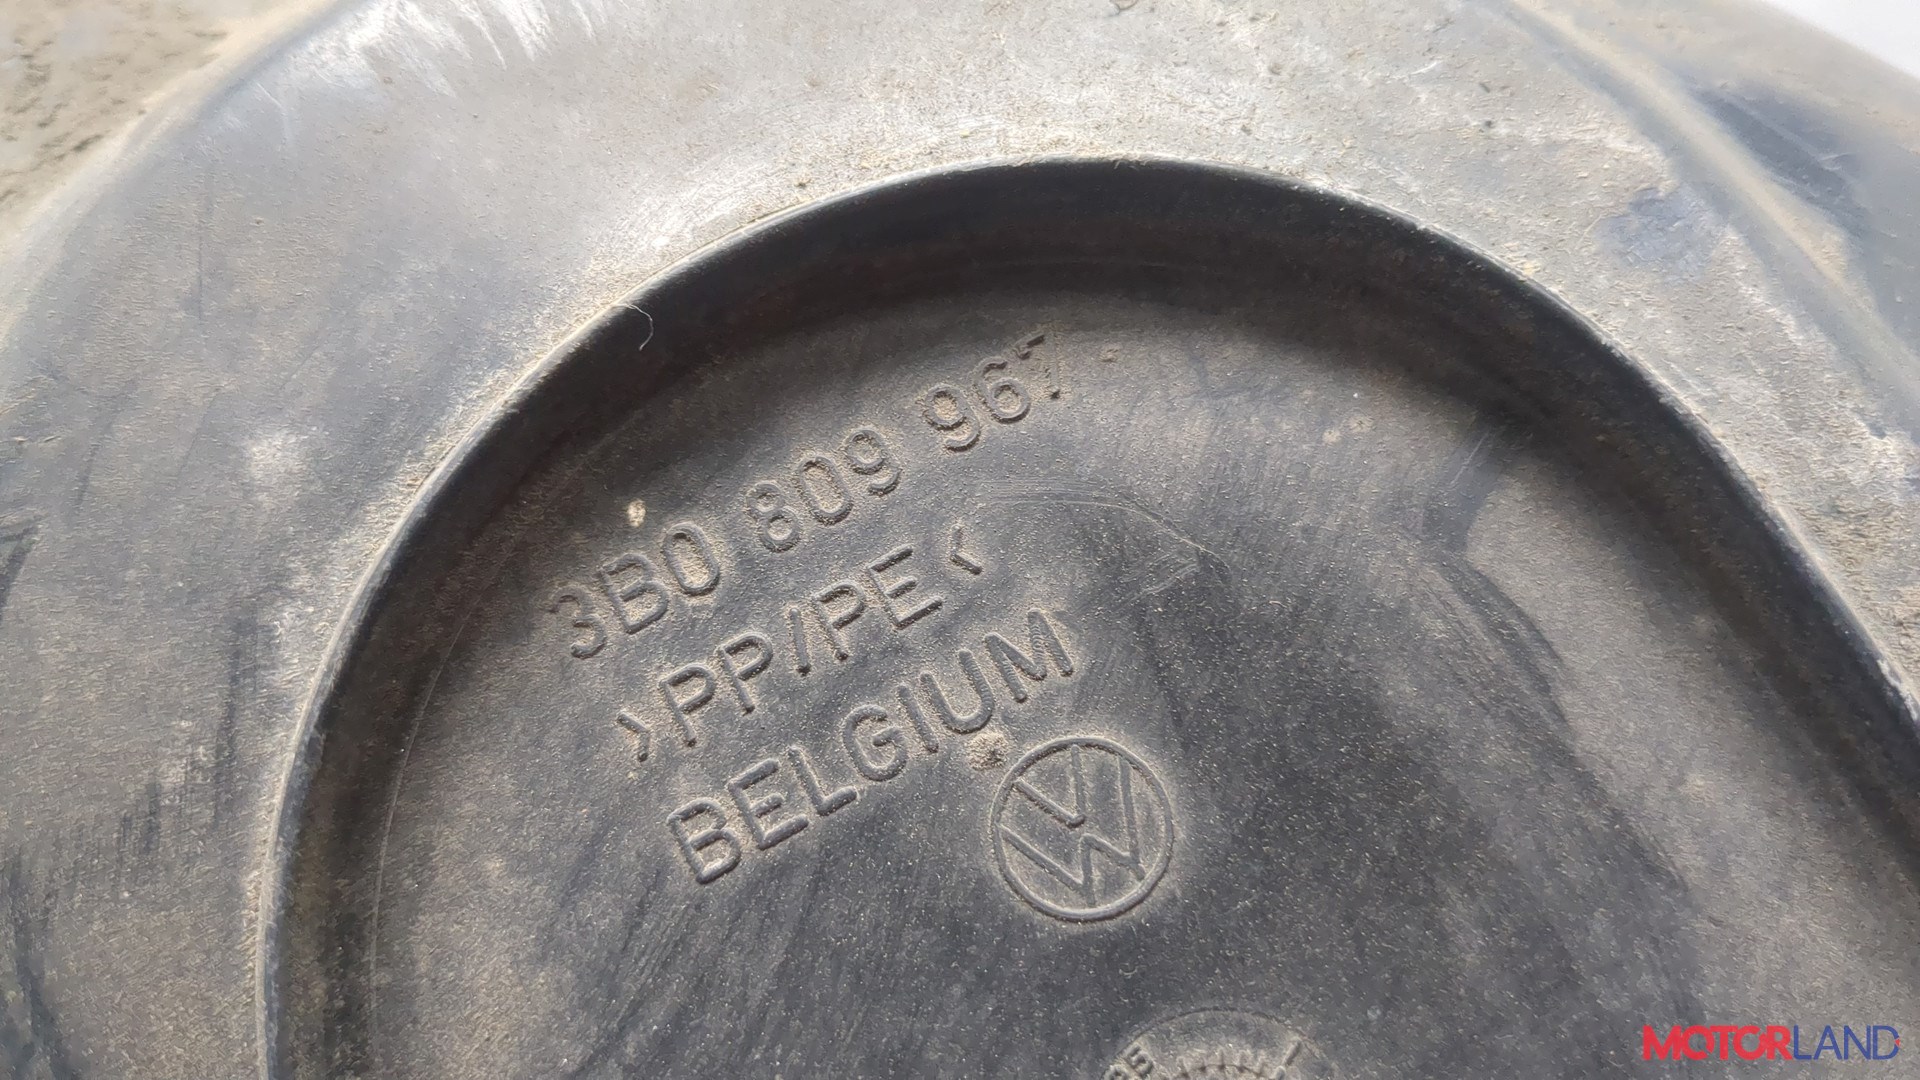 3B0 809 967
>PP/PE<
BELGIUM
VW
MOTORLAND